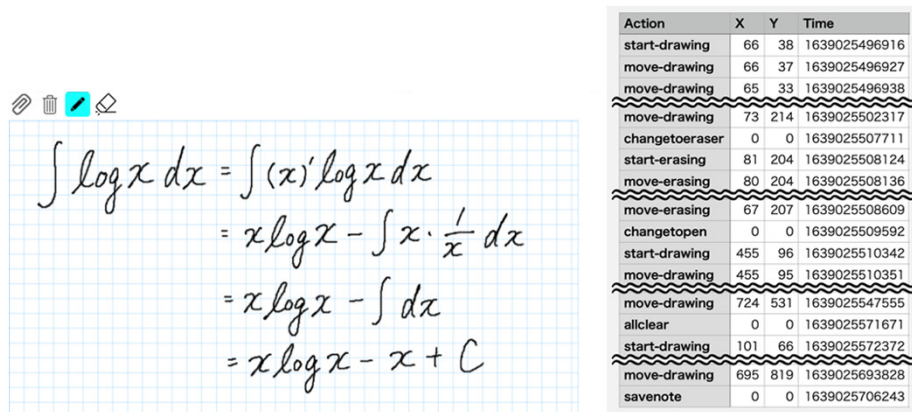 ∫ log x dx = ∫ (x)' log x dx
= x log x − ∫ x · 1/x dx
= x log x − ∫ dx
= x log x − x + C
Action X Y Time
start-drawing 66 38 1639025496916
move-drawing 66 37 1639025496927
move-drawing 65 33 1639025496938
move-drawing 73 214 1639025502317
changetoeraser 0 0 1639025507711
start-erasing 81 204 1639025508124
move-erasing 80 204 1639025508136
move-erasing 67 207 1639025508609
changetopen 0 0 1639025509592
start-drawing 455 96 1639025510342
move-drawing 455 95 1639025510351
move-drawing 724 531 1639025547555
allclear 0 0 1639025571671
start-drawing 101 66 1639025572372
move-drawing 695 819 1639025693828
savenote 0 0 1639025706243